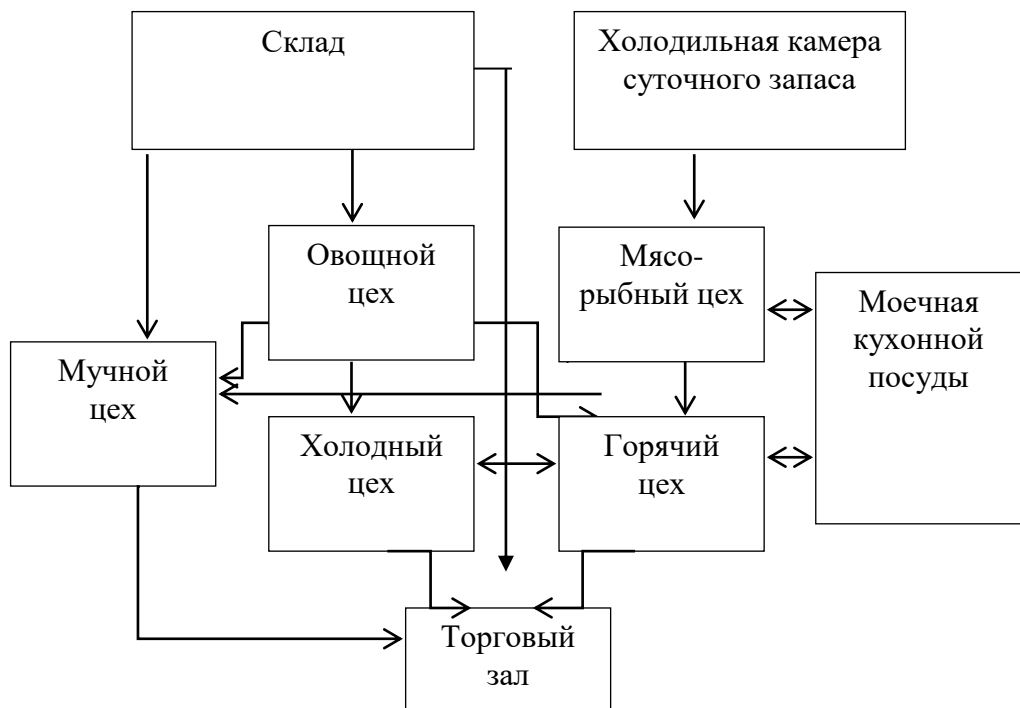 Склад
Холодильная камера
суточного запаса
Овощной
цех
Мясо-
рыбный цех
Моечная
кухонной
посуды
Мучной
цех
Холодный
цех
Горячий
цех
Торговый
зал